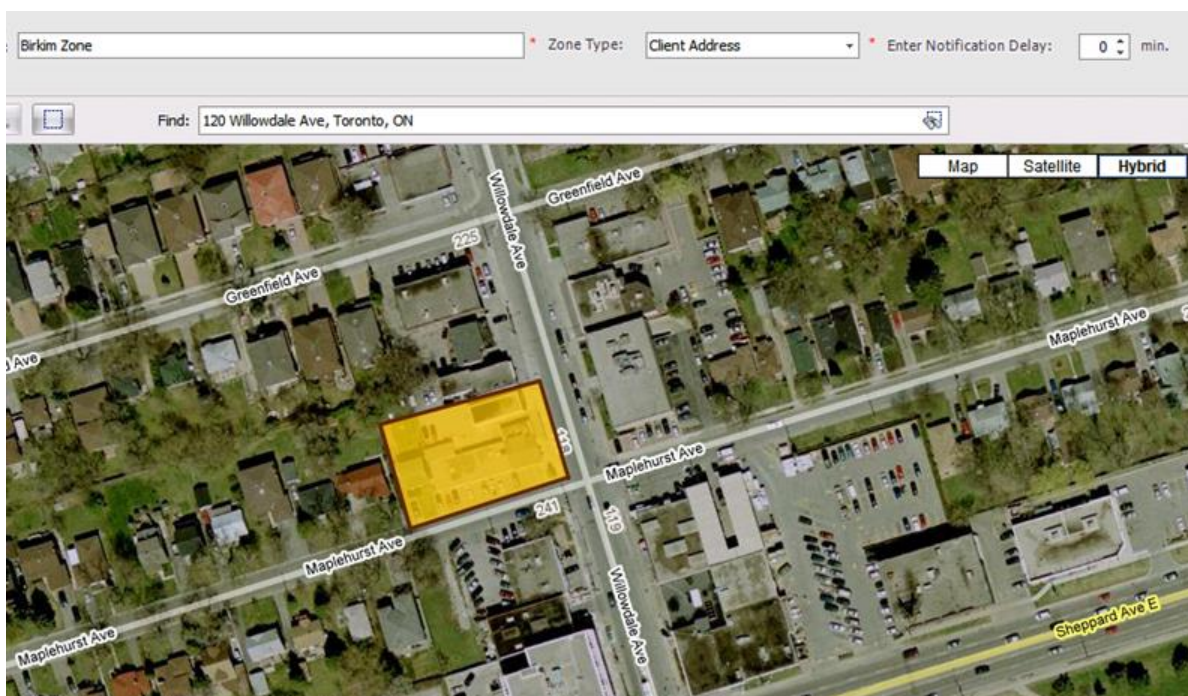 : Birkim Zone * Zone Type: Client Address * Enter Notification Delay: 0 min.
Find: 120 Willowdale Ave, Toronto, ON
Map Satellite Hybrid
Willowdale Ave
Greenfield Ave
225
Greenfield Ave
Ave
Maplehurst Ave
Maplehurst Ave
241
119
Maplehurst Ave
Willowdale Ave
Sheppard Ave E
Maplehurst Ave